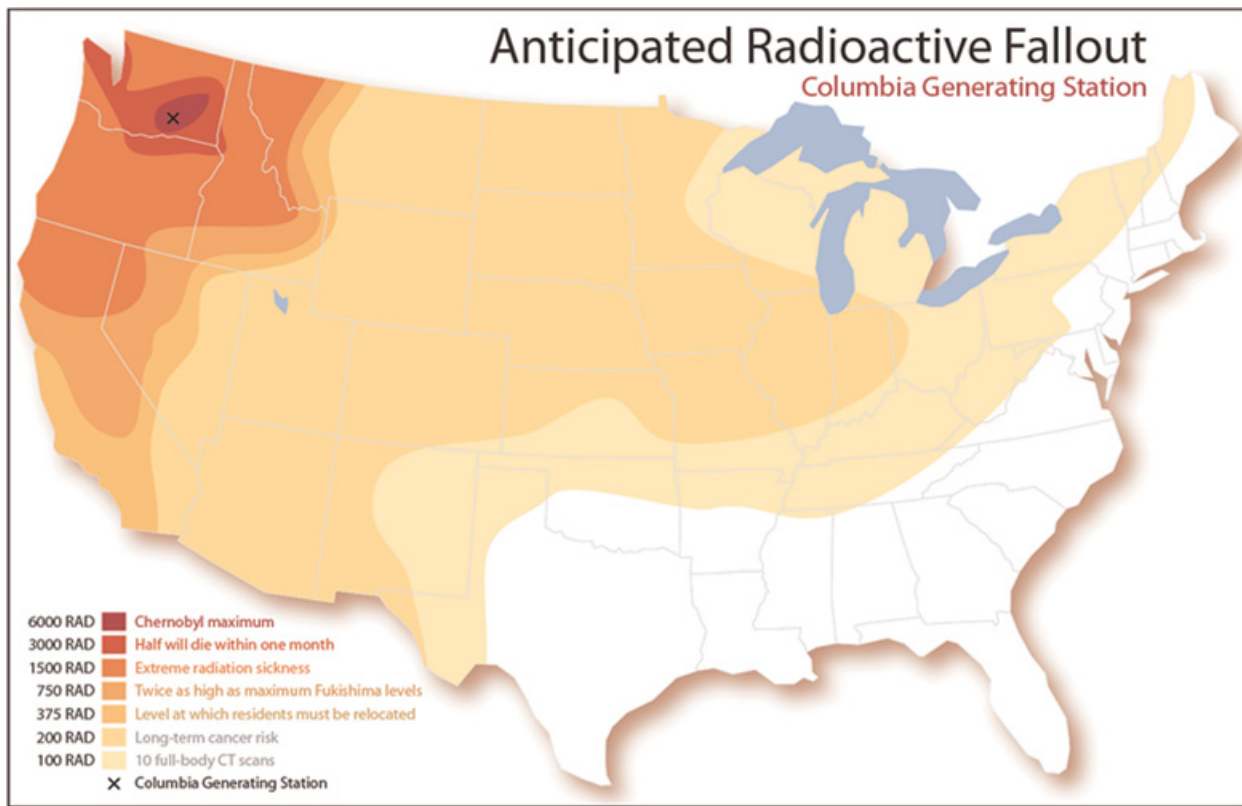 Anticipated Radioactive Fallout
Columbia Generating Station
6000 RAD Chernobyl maximum
3000 RAD Half will die within one month
1500 RAD Extreme radiation sickness
750 RAD Twice as high as maximum Fukishima levels
375 RAD Level at which residents must be relocated
200 RAD Long-term cancer risk
100 RAD 10 full-body CT scans
× Columbia Generating Station